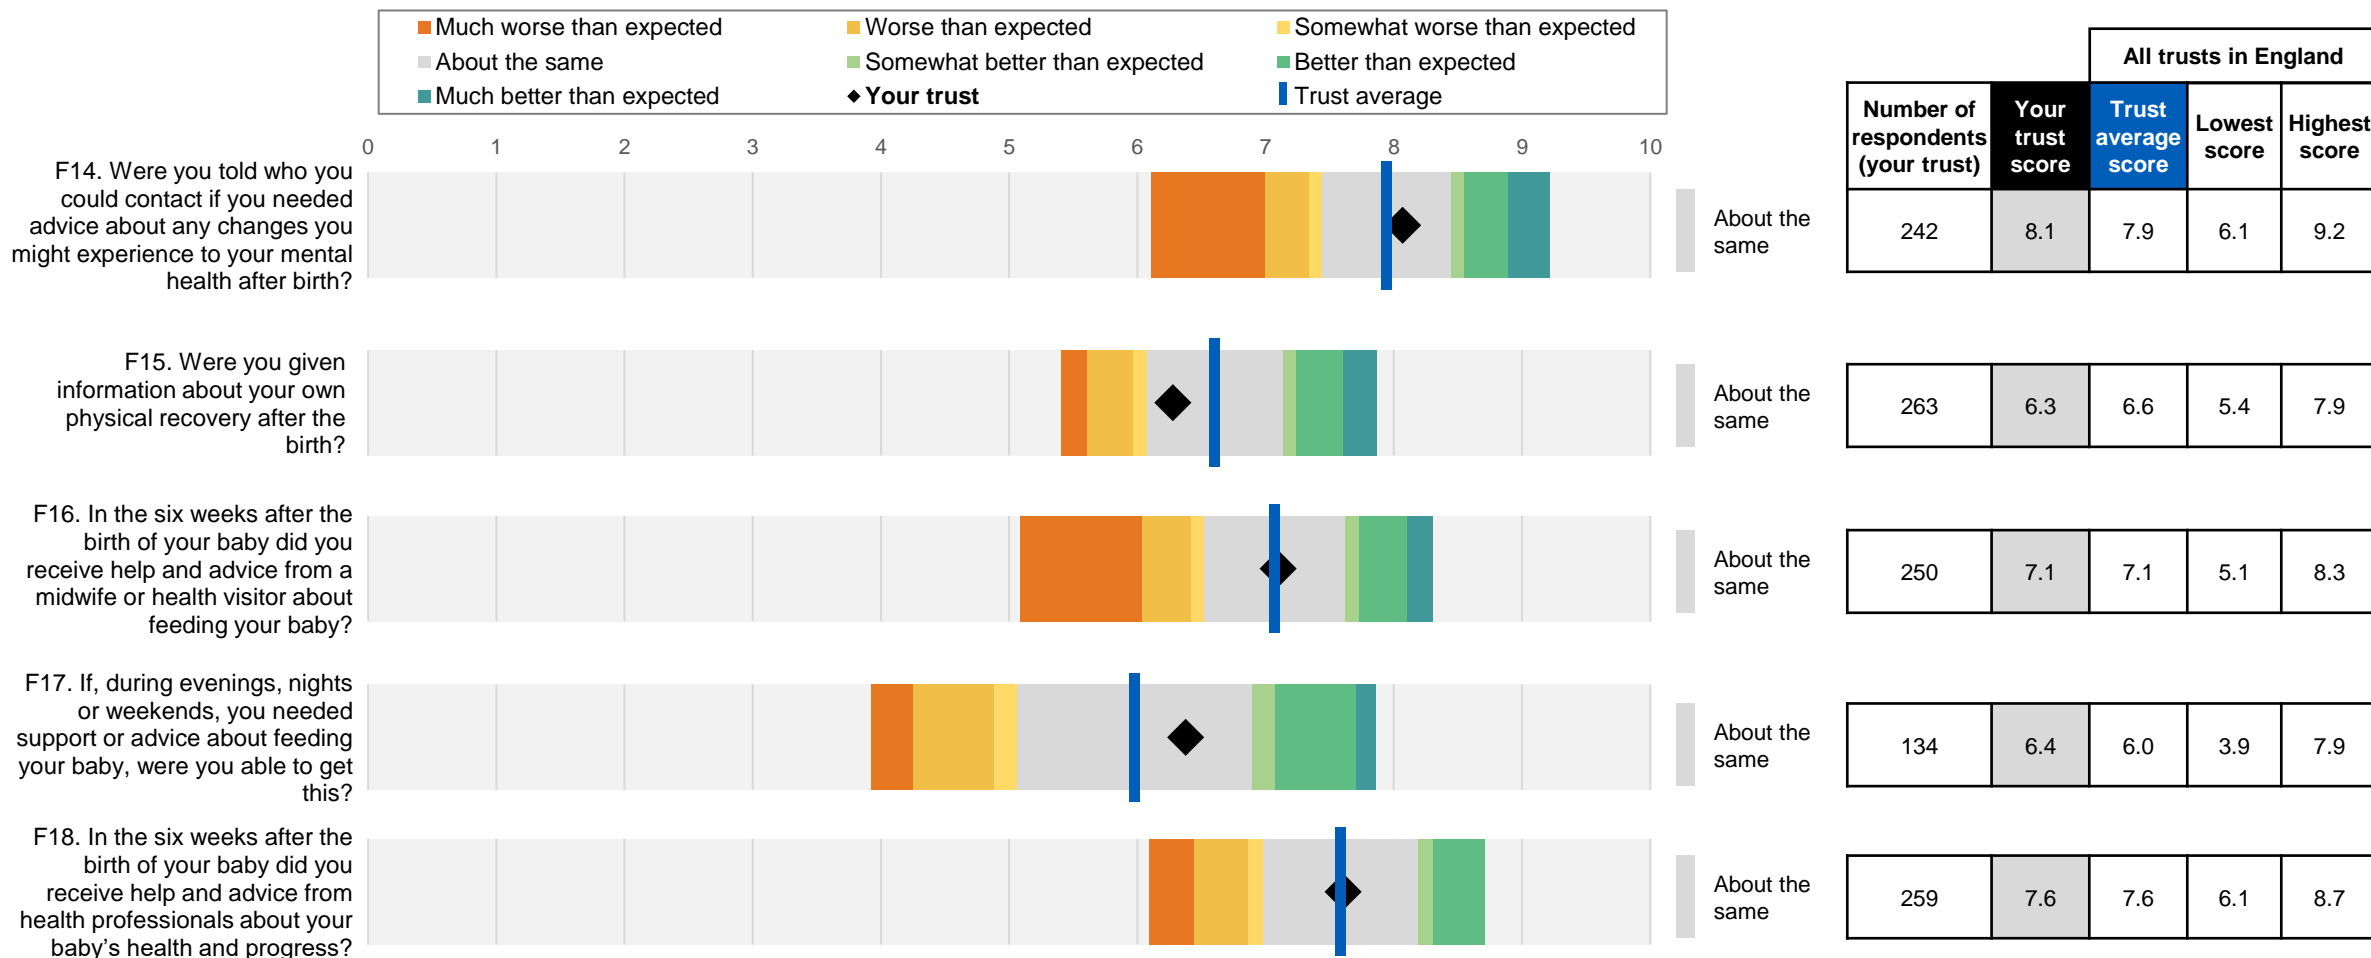 Much worse than expected
Worse than expected
Somewhat worse than expected
About the same
Somewhat better than expected
Better than expected
Much better than expected
Your trust
Trust average
All trusts in England
Number of
respondents
(your trust)
Your
trust
score
Trust
average
score
Lowest
score
Highest
score
0 1 2 3 4 5 6 7 8 9 10
F14. Were you told who you
could contact if you needed
advice about any changes you
might experience to your mental
health after birth?
About the
same
242 8.1 7.9 6.1 9.2
F15. Were you given
information about your own
physical recovery after the
birth?
About the
same
263 6.3 6.6 5.4 7.9
F16. In the six weeks after the
birth of your baby did you
receive help and advice from a
midwife or health visitor about
feeding your baby?
About the
same
250 7.1 7.1 5.1 8.3
F17. If, during evenings, nights
or weekends, you needed
support or advice about feeding
your baby, were you able to get
this?
About the
same
134 6.4 6.0 3.9 7.9
F18. In the six weeks after the
birth of your baby did you
receive help and advice from
health professionals about your
baby’s health and progress?
About the
same
259 7.6 7.6 6.1 8.7